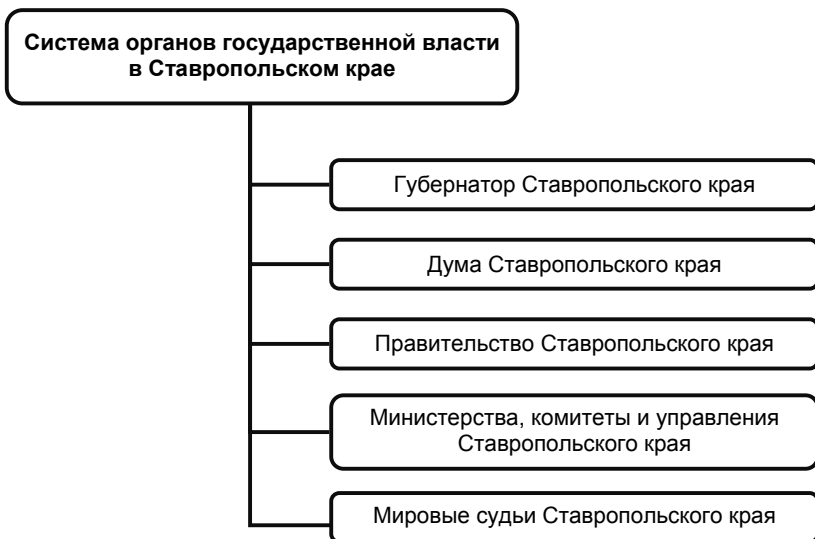 Система органов государственной власти
в Ставропольском крае
Губернатор Ставропольского края
Дума Ставропольского края
Правительство Ставропольского края
Министерства, комитеты и управления
Ставропольского края
Мировые судьи Ставропольского края